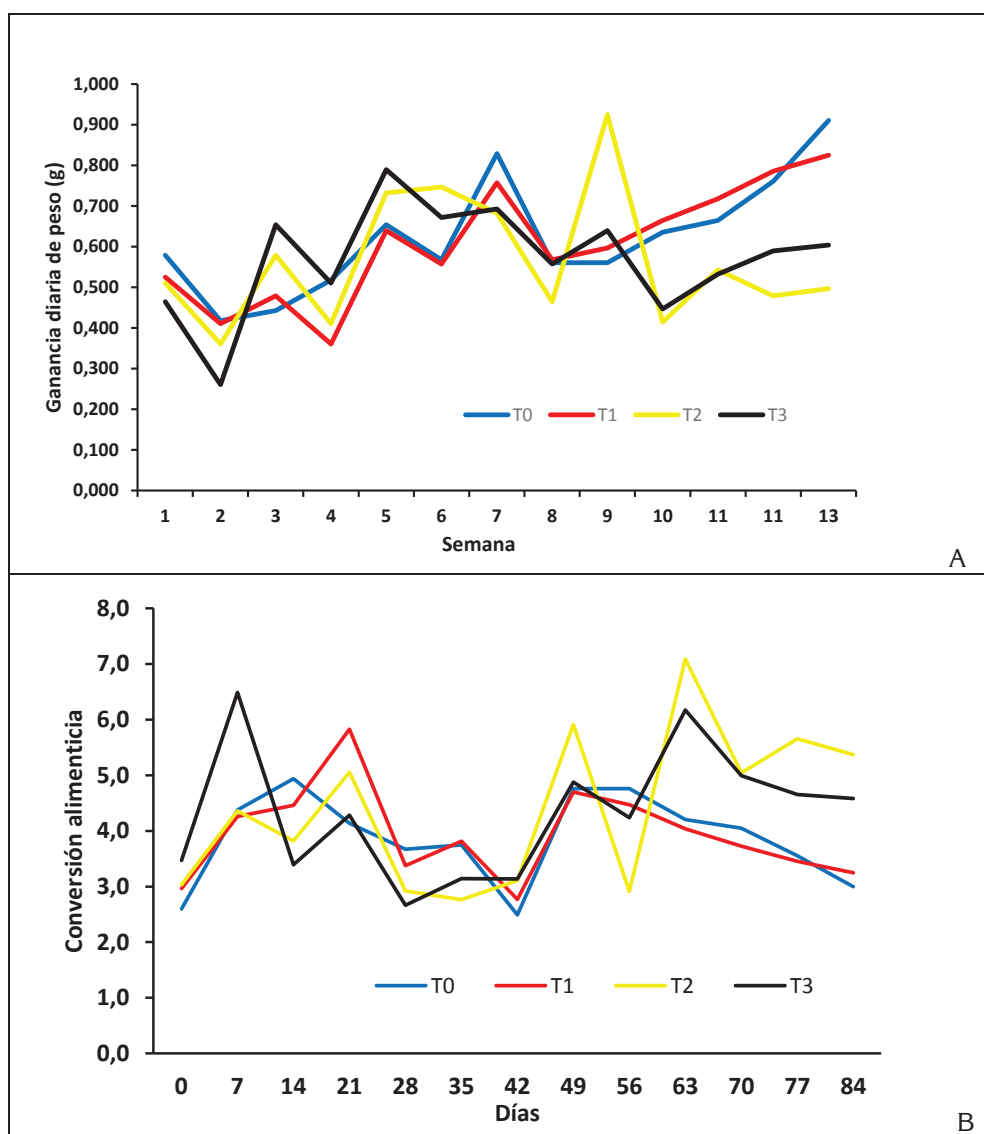 Ganancia diaria de peso (g)
1,000
0,900
0,800
0,700
0,600
0,500
0,400
0,300
0,200
0,100
0,000
T0 T1 T2 T3
1 2 3 4 5 6 7 8 9 10 11 11 13
Semana
A
Conversión alimenticia
8,0
7,0
6,0
5,0
4,0
3,0
2,0
1,0
0,0
T0 T1 T2 T3
0 7 14 21 28 35 42 49 56 63 70 77 84
Días
B